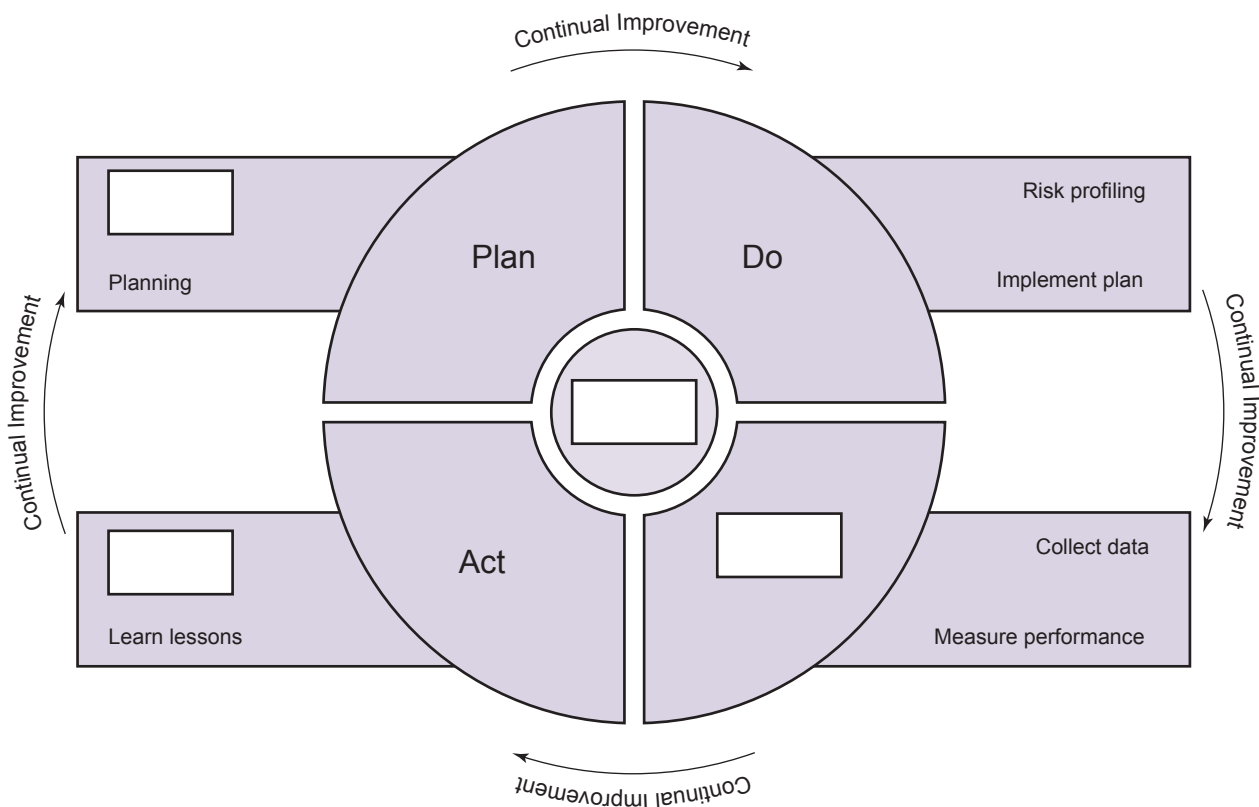 Continual Improvement
Plan
Do
Planning
Risk profiling
Implement plan
Continual Improvement
Continual Improvement
Act
Learn lessons
Collect data
Measure performance
Continual Improvement